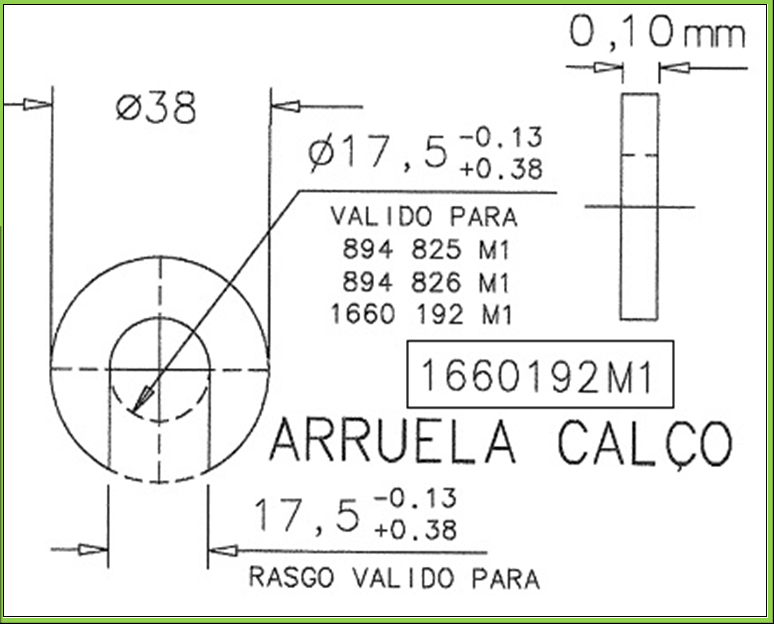 0,10mm
ø38
ø17,5 -0.13
+0.38
VALIDO PARA
894 825 M1
894 826 M1
1660 192 M1
1660192M1
ARRUELA CALÇO
17,5 -0.13
+0.38
RASGO VALIDO PARA